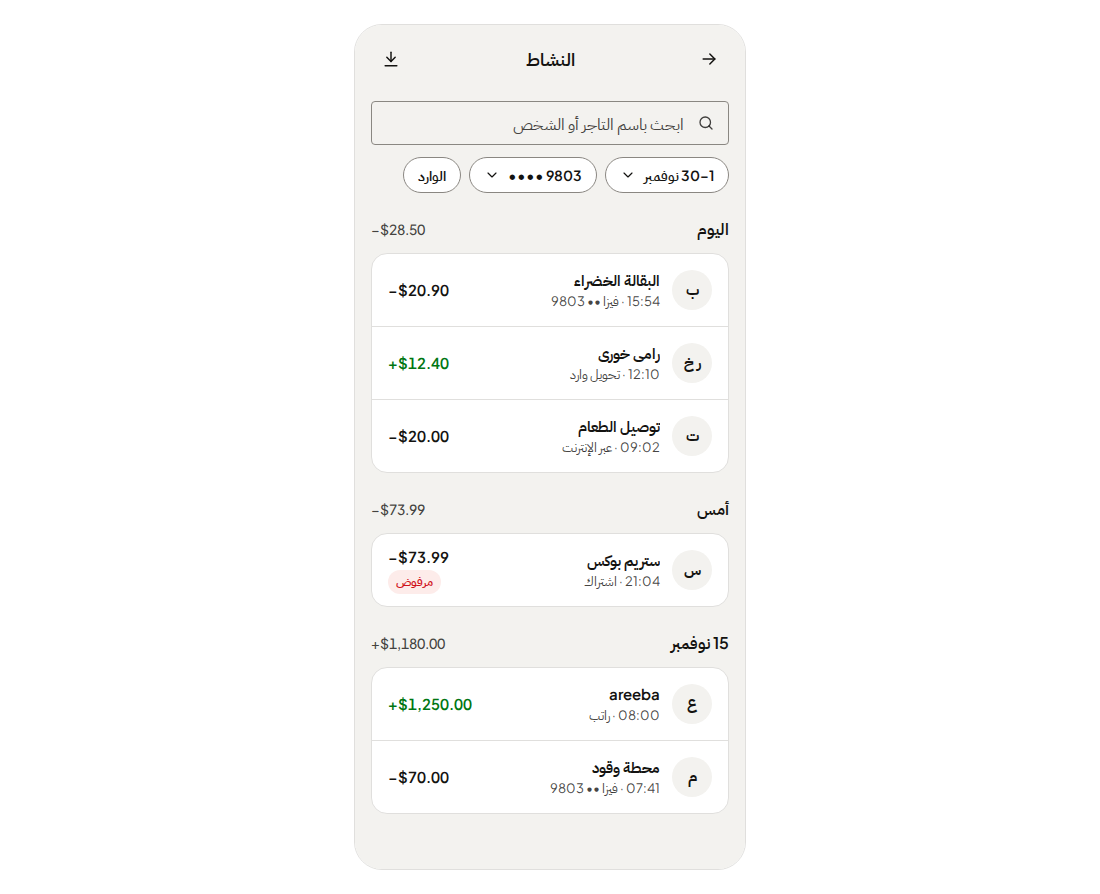 النشاط
ابحث باسم التاجر أو الشخص
1–30 نوفمبر
•••• 9803
الوارد
اليوم
−$28.50
ب
البقالة الخضراء
−$20.90
15:54 · فيزا •• 9803
ر خ
رامي خوري
+$12.40
12:10 · تحويل وارد
ت
توصيل الطعام
−$20.00
09:02 · عبر الإنترنت
أمس
−$73.99
س
ستريم بوكس
−$73.99
21:04 · اشتراك
مرفوض
15 نوفمبر
+$1,180.00
ع
areeba
+$1,250.00
08:00 · راتب
م
محطة وقود
−$70.00
07:41 · فيزا •• 9803